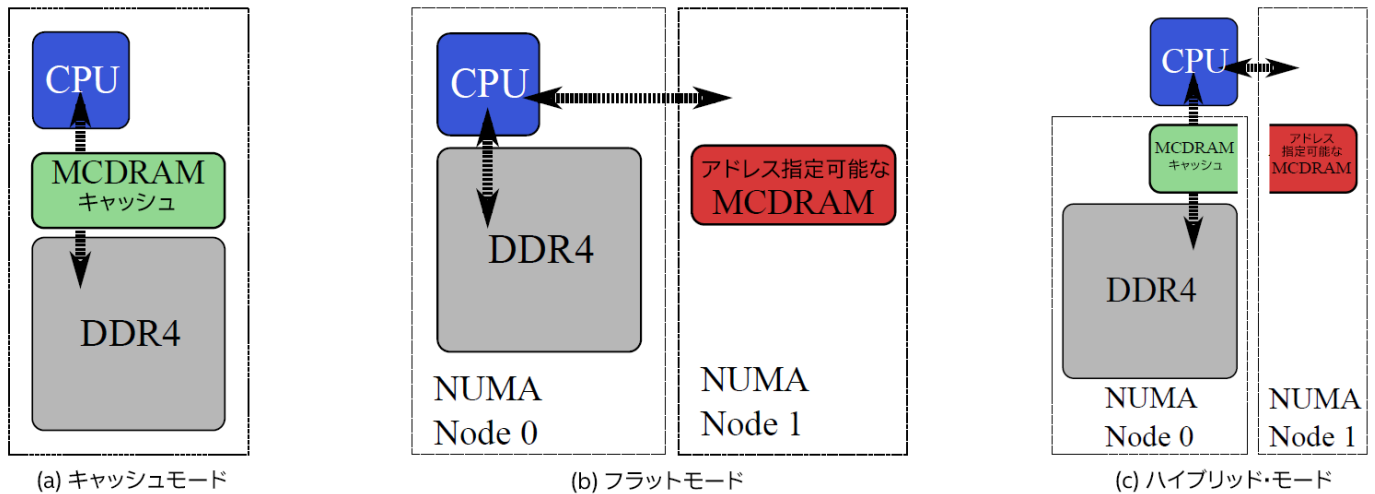 CPU
MCDRAM
キャッシュ
DDR4
(a) キャッシュモード
CPU
DDR4
NUMA
Node 0
アドレス指定可能な
MCDRAM
NUMA
Node 1
(b) フラットモード
CPU
MCDRAM
キャッシュ
DDR4
NUMA
Node 0
アドレス
指定可能な
MCDRAM
NUMA
Node 1
(c) ハイブリッド・モード